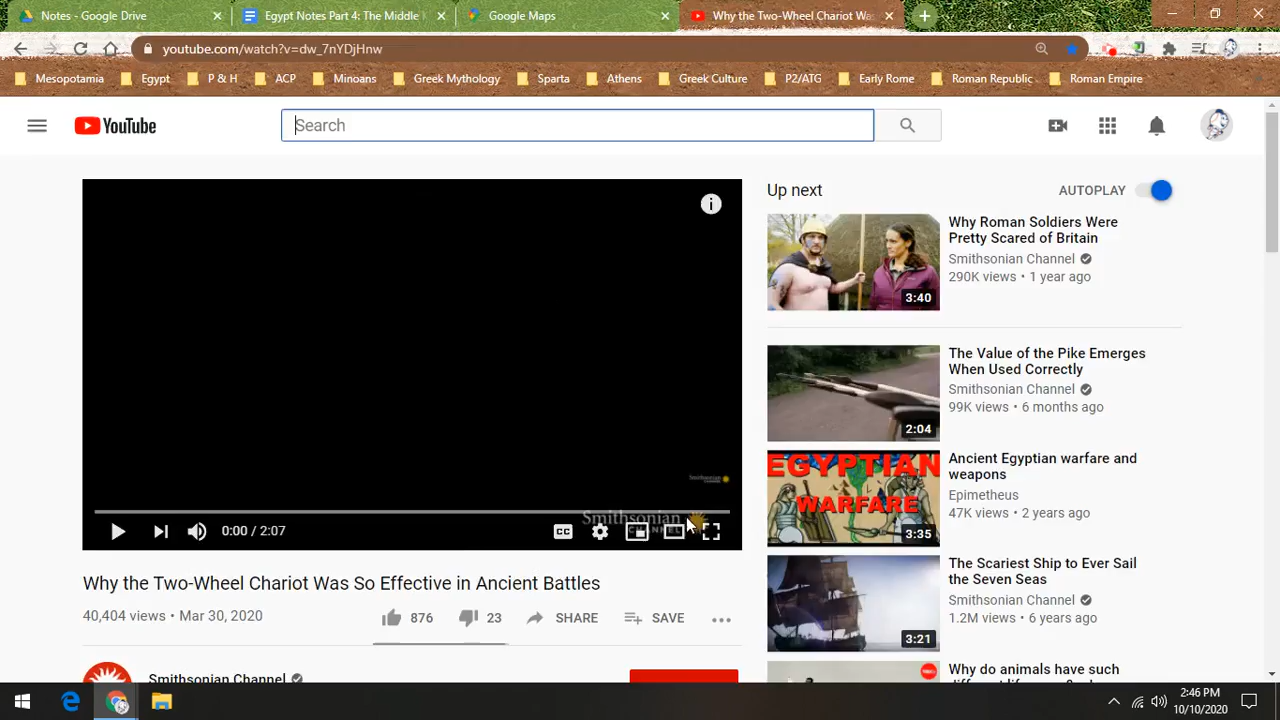 Notes - Google Drive
Egypt Notes Part 4: The Middle
Google Maps
Why the Two-Wheel Chariot Wa
youtube.com/watch?v=dw_7nYDjHnw
Mesopotamia
Egypt
P & H
ACP
Minoans
Greek Mythology
Sparta
Athens
Greek Culture
P2/ATG
Early Rome
Roman Republic
Roman Empire
YouTube
Search
Up next
AUTOPLAY
Why Roman Soldiers Were
Pretty Scared of Britain
Smithsonian Channel
290K views • 1 year ago
3:40
The Value of the Pike Emerges
When Used Correctly
Smithsonian Channel
99K views • 6 months ago
2:04
EGYPTIAN
WARFARE
3:35
Ancient Egyptian warfare and
weapons
Epimetheus
47K views • 2 years ago
The Scariest Ship to Ever Sail
the Seven Seas
Smithsonian Channel
1.2M views • 6 years ago
3:21
Why do animals have such
Smithsonian
CHANNEL
0:00 / 2:07
CC
Why the Two-Wheel Chariot Was So Effective in Ancient Battles
40,404 views • Mar 30, 2020
876
23
SHARE
SAVE
Smithsonian Channel
2:46 PM
10/10/2020